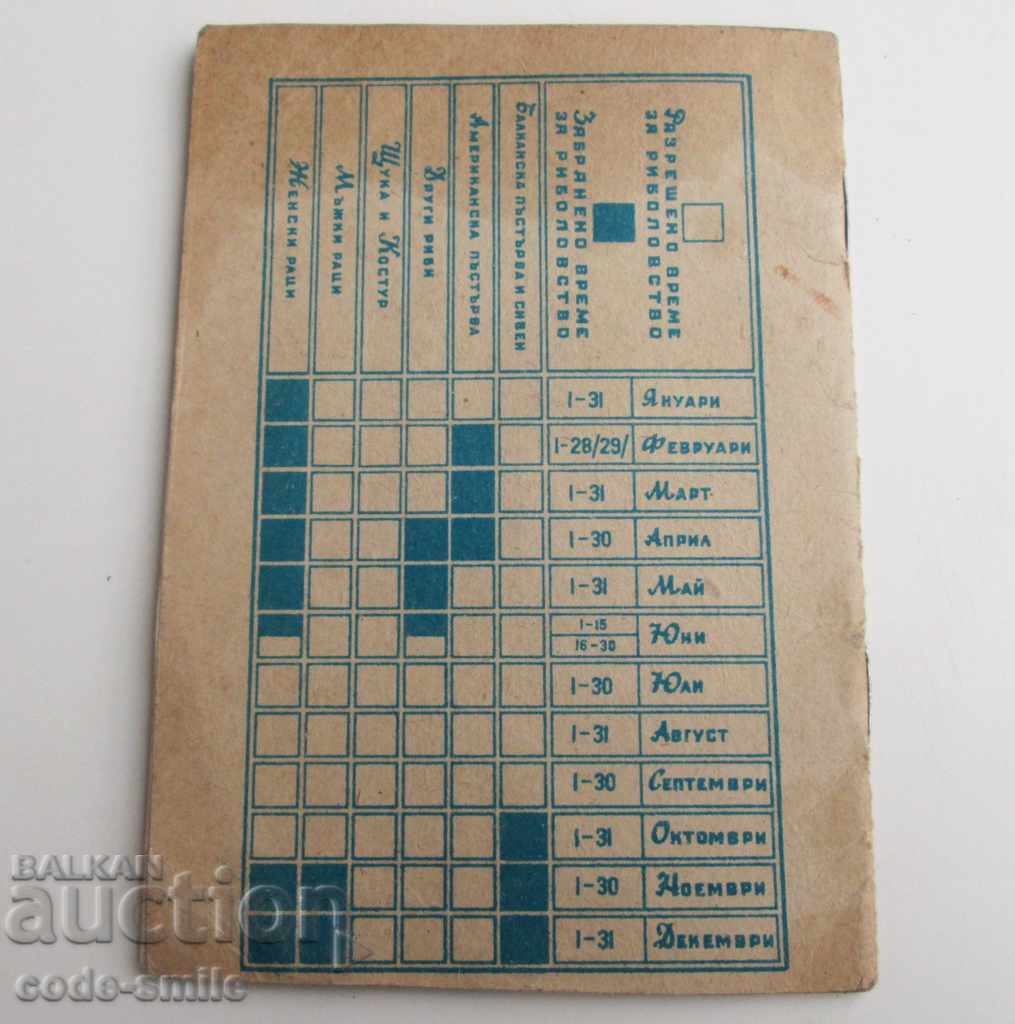 Разрешено време
за риболовство
Забранено време
за риболовство
Балканска пъстърва и сивен
Американска пъстърва
Други риби
Щука и Костур
Мъжки раци
Женски раци
1-31 Януари
1-28/29/ Февруари
1-31 Март
1-30 Април
1-31 Май
1-15
16-30 Юни
1-30 Юли
1-31 Август
1-30 Септември
1-31 Октомври
1-30 Ноември
1-31 Декември
BALKAN
auction
code-smile